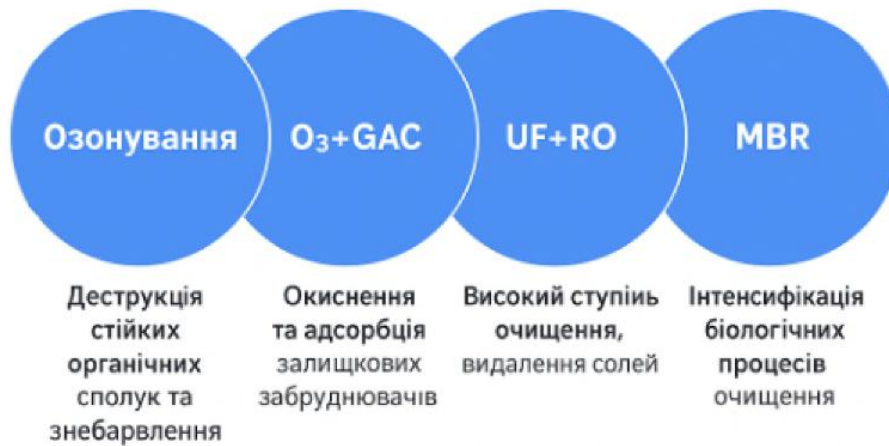 Озонування
O₃+GAC
UF+RO
MBR
Деструкція
стійких
органічних
сполук та
знебарвлення
Окиснення
та адсорбція
залищкових
забруднювачів
Високий ступіиь
очищення,
видалення солей
Інтенсифікація
біологічних
процесів
очищення